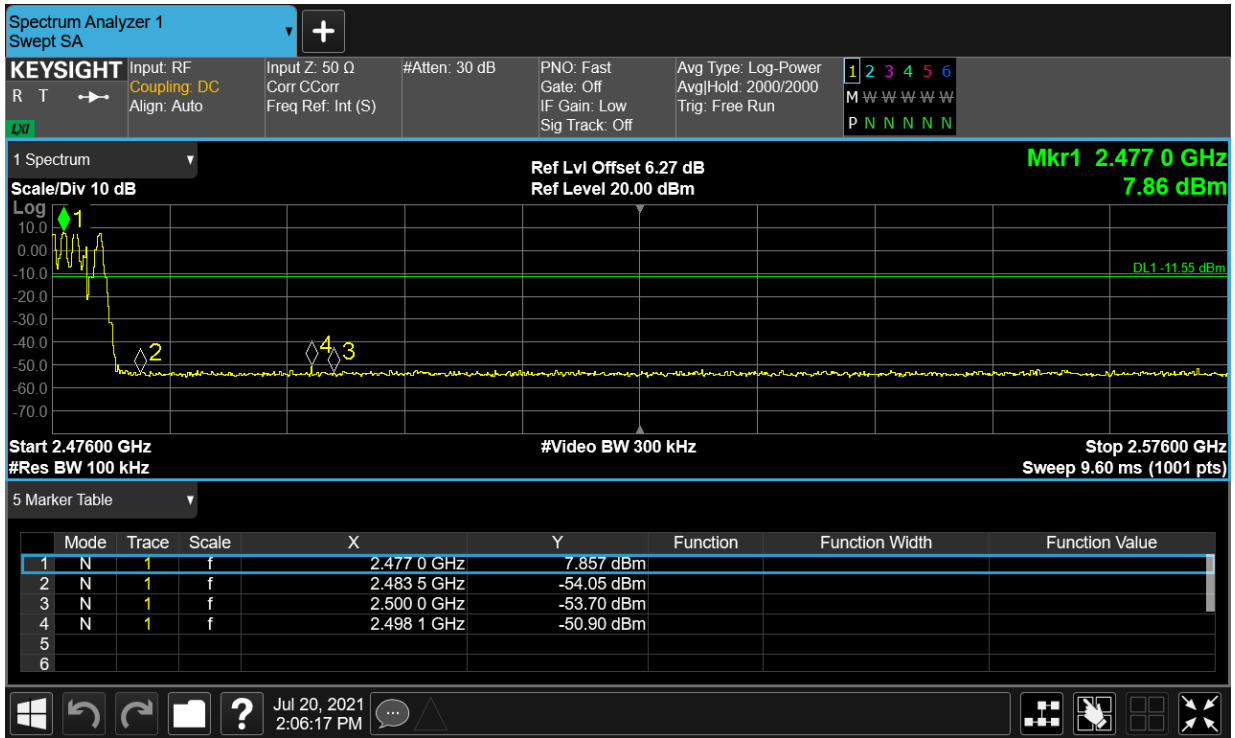 Spectrum Analyzer 1
Swept SA
+
KEYSIGHT
R T
LXI
Input: RF
Coupling: DC
Align: Auto
Input Z: 50 Ω
Corr CCorr
Freq Ref: Int (S)
#Atten: 30 dB
PNO: Fast
Gate: Off
IF Gain: Low
Sig Track: Off
Avg Type: Log-Power
Avg|Hold: 2000/2000
Trig: Free Run
1 2 3 4 5 6
M W W W W W
P N N N N N
1 Spectrum
Ref Lvl Offset 6.27 dB
Mkr1 2.477 0 GHz
Scale/Div 10 dB
Ref Level 20.00 dBm
7.86 dBm
Log
1
10.0
0.00
-10.0
DL1 -11.55 dBm
-20.0
-30.0
-40.0
2
4
3
-50.0
-60.0
-70.0
Start 2.47600 GHz
#Video BW 300 kHz
Stop 2.57600 GHz
#Res BW 100 kHz
Sweep 9.60 ms (1001 pts)
5 Marker Table
Mode Trace Scale X Y Function Function Width Function Value
1 N 1 f 2.477 0 GHz 7.857 dBm
2 N 1 f 2.483 5 GHz -54.05 dBm
3 N 1 f 2.500 0 GHz -53.70 dBm
4 N 1 f 2.498 1 GHz -50.90 dBm
5
6
?
Jul 20, 2021
2:06:17 PM